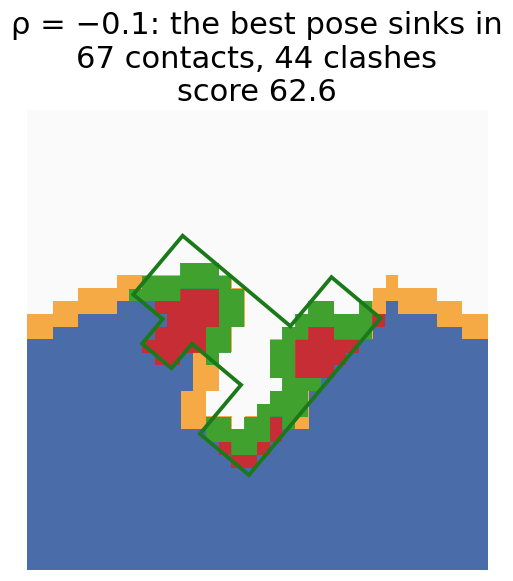 ρ = −0.1: the best pose sinks in
67 contacts, 44 clashes
score 62.6